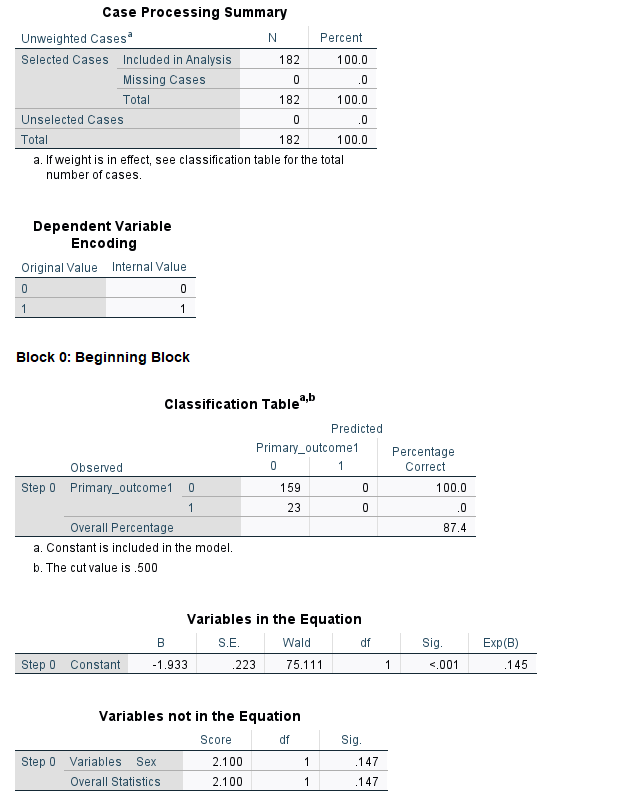 Case Processing Summary
Unweighted Casesa N Percent
Selected Cases Included in Analysis 182 100.0
Missing Cases 0 .0
Total 182 100.0
Unselected Cases 0 .0
Total 182 100.0
a. If weight is in effect, see classification table for the total
number of cases.
Dependent Variable
Encoding
Original Value Internal Value
0 0
1 1
Block 0: Beginning Block
Classification Tablea,b
Predicted
Primary_outcome1 Percentage
Observed 0 1 Correct
Step 0 Primary_outcome1 0 159 0 100.0
1 23 0 .0
Overall Percentage 87.4
a. Constant is included in the model.
b. The cut value is .500
Variables in the Equation
B S.E. Wald df Sig. Exp(B)
Step 0 Constant -1.933 .223 75.111 1 <.001 .145
Variables not in the Equation
Score df Sig.
Step 0 Variables Sex 2.100 1 .147
Overall Statistics 2.100 1 .147